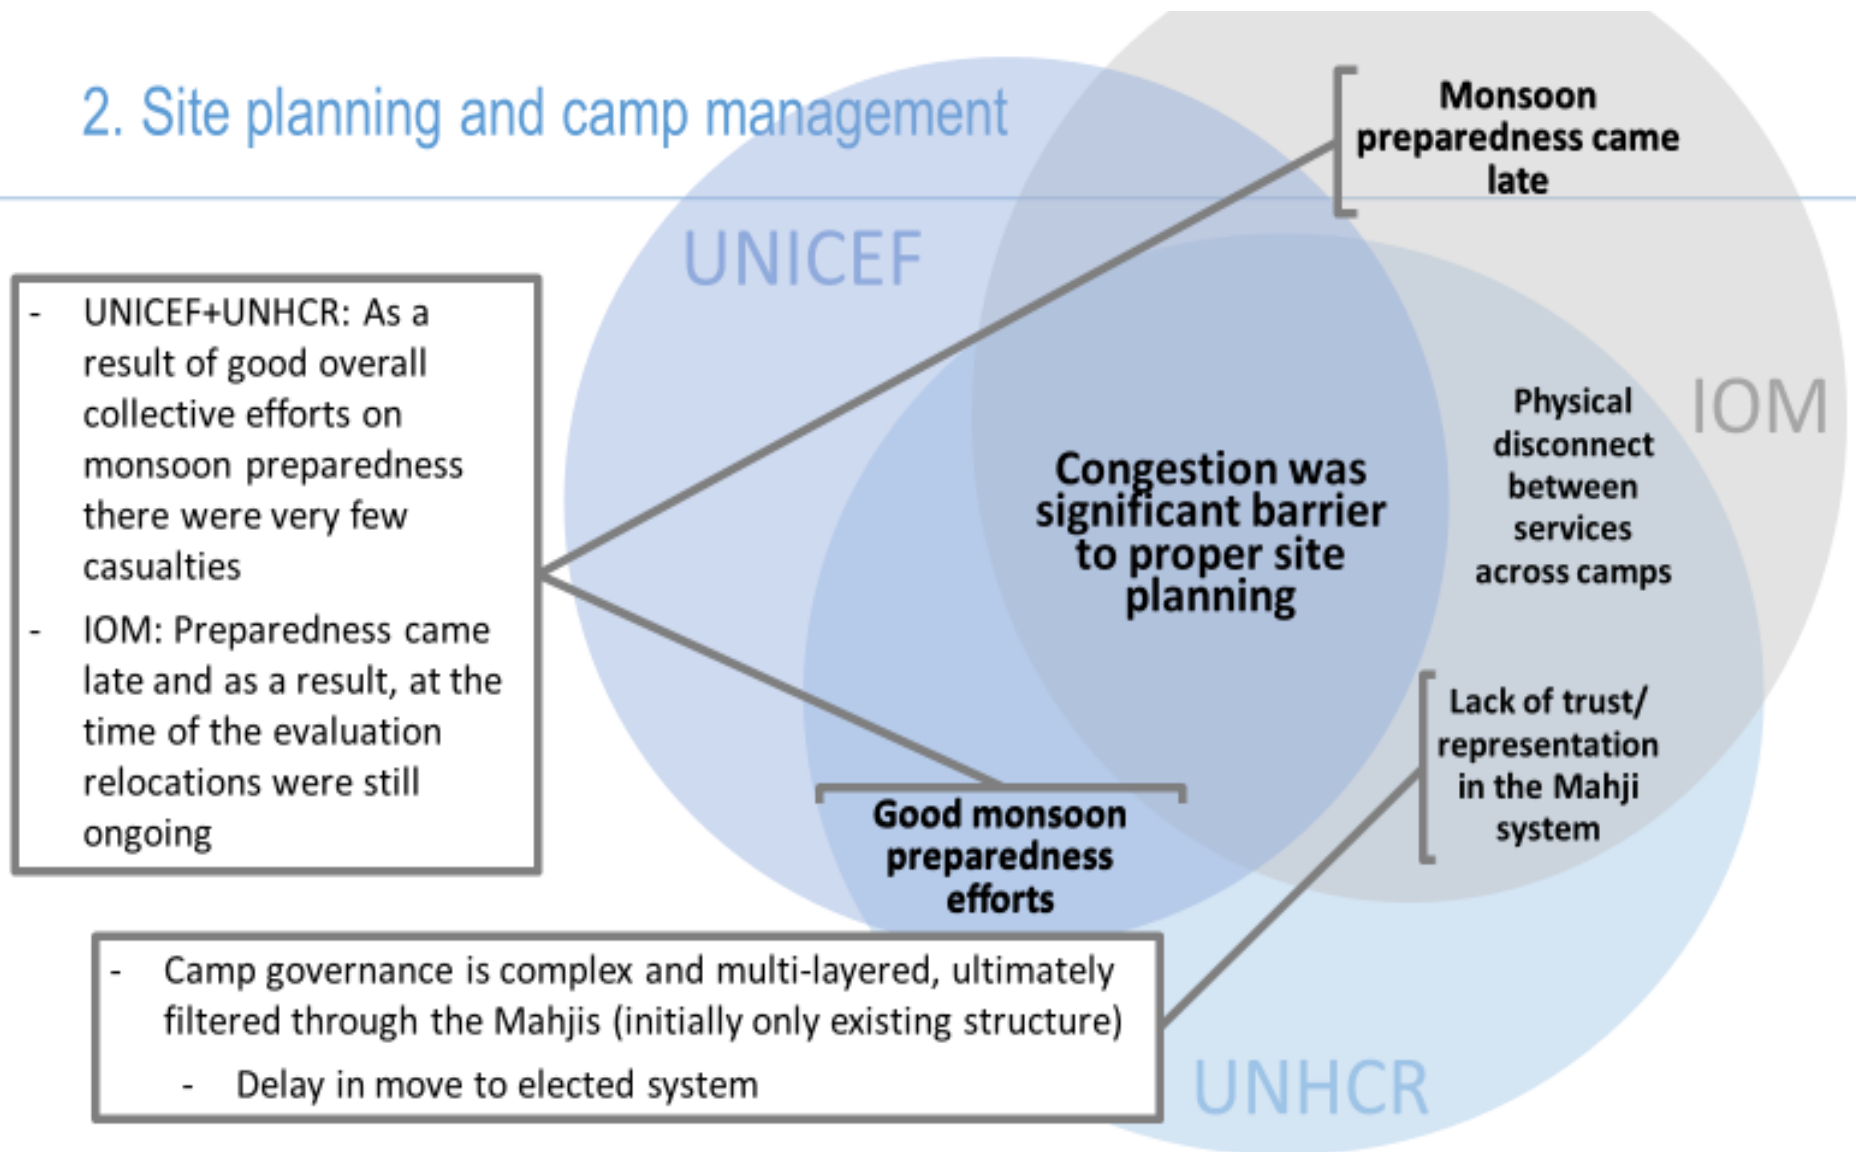 2. Site planning and camp management
Monsoon
preparedness came
late
UNICEF
- UNICEF+UNHCR: As a
result of good overall
collective efforts on
monsoon preparedness
there were very few
casualties
- IOM: Preparedness came
late and as a result, at the
time of the evaluation
relocations were still
ongoing
IOM
Physical
disconnect
between
services
across camps
Congestion was
significant barrier
to proper site
planning
Lack of trust/
representation
in the Mahji
system
Good monsoon
preparedness
efforts
- Camp governance is complex and multi-layered, ultimately
filtered through the Mahjis (initially only existing structure)
- Delay in move to elected system
UNHCR